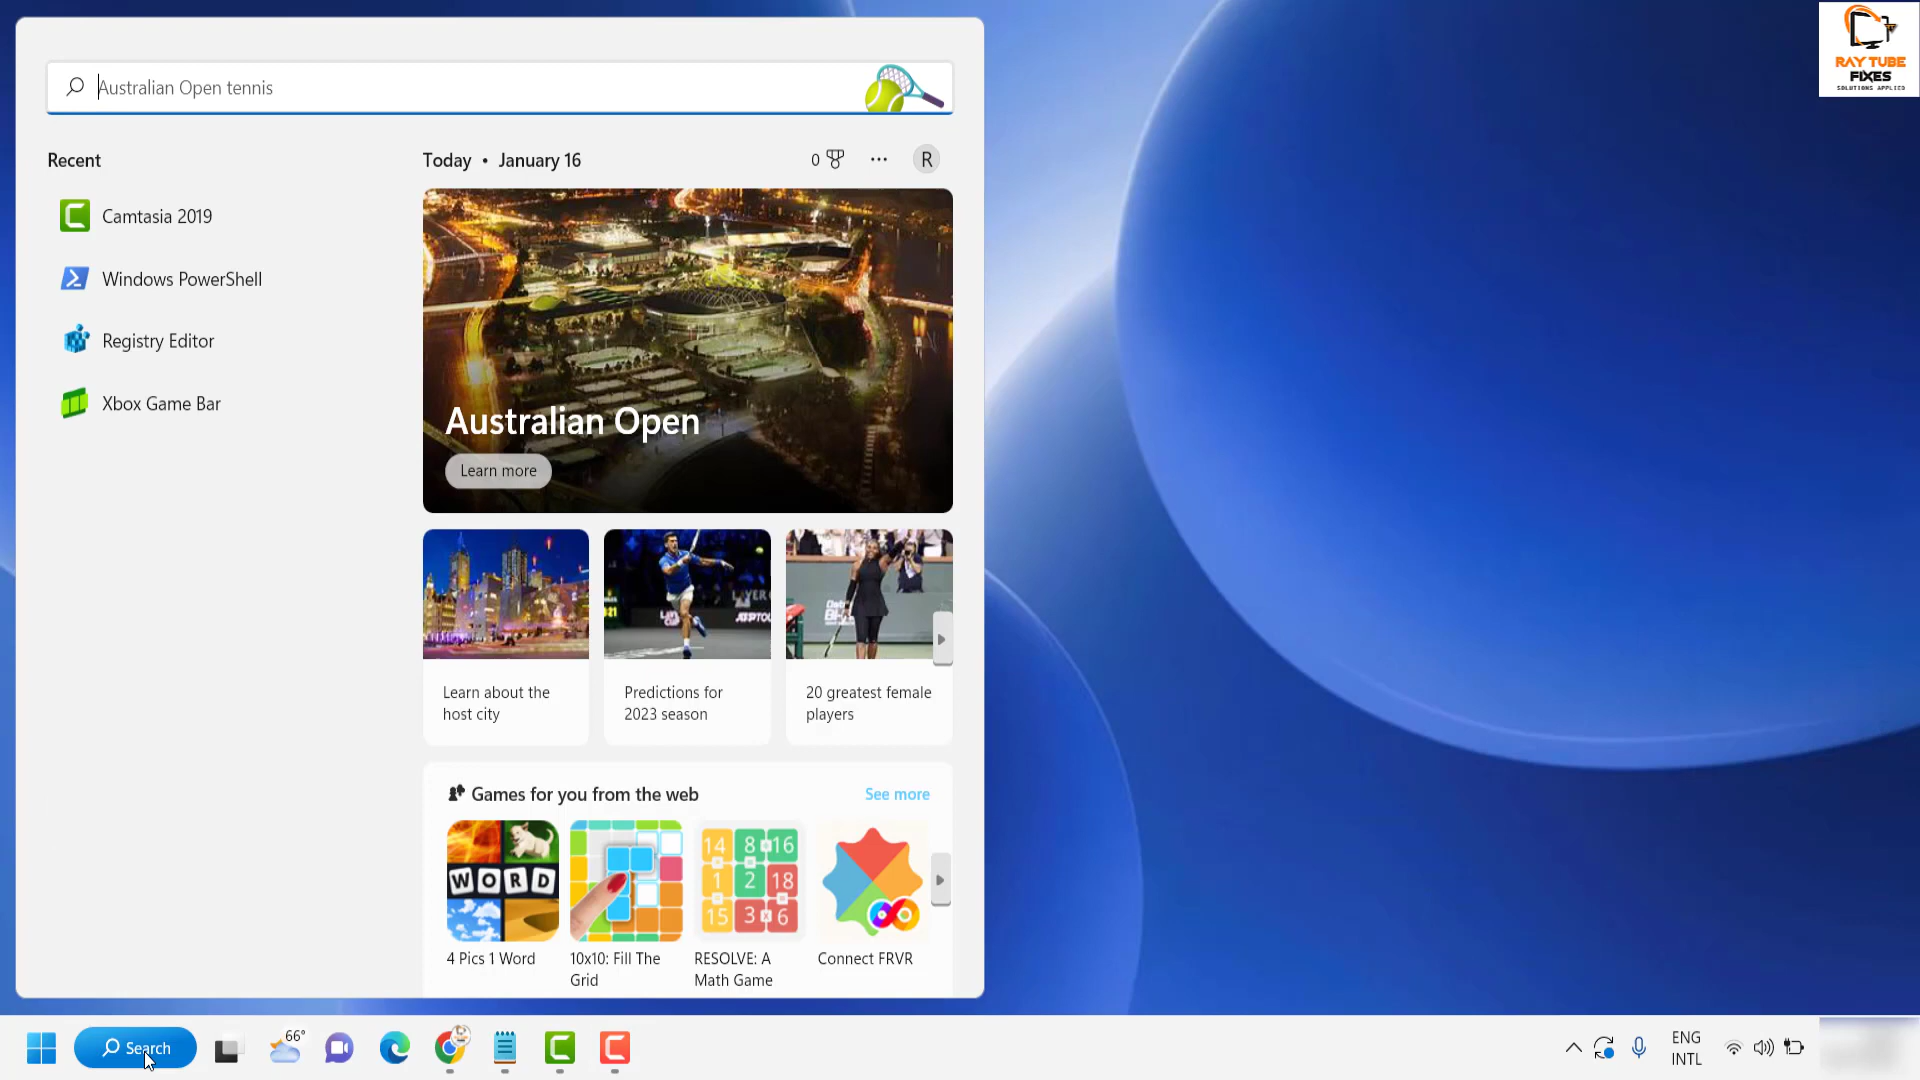 Australian Open tennis
RAY TUBE
FIXES
SOLUTIONS APPLIED
Recent
Today • January 16
0
R
Camtasia 2019
Windows PowerShell
Registry Editor
Xbox Game Bar
Australian Open
Learn more
Learn about the
host city
Predictions for
2023 season
20 greatest female
players
Games for you from the web
See more
WORD
14 8 16
1 2 18
15 3 6
4 Pics 1 Word
10x10: Fill The
Grid
RESOLVE: A
Math Game
Connect FRVR
Search
66°
ENG
INTL